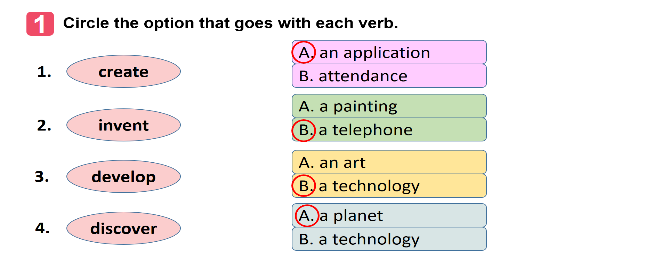 1 Circle the option that goes with each verb.
1. create
A. an application
B. attendance
2. invent
A. a painting
B. a telephone
3. develop
A. an art
B. a technology
4. discover
A. a planet
B. a technology